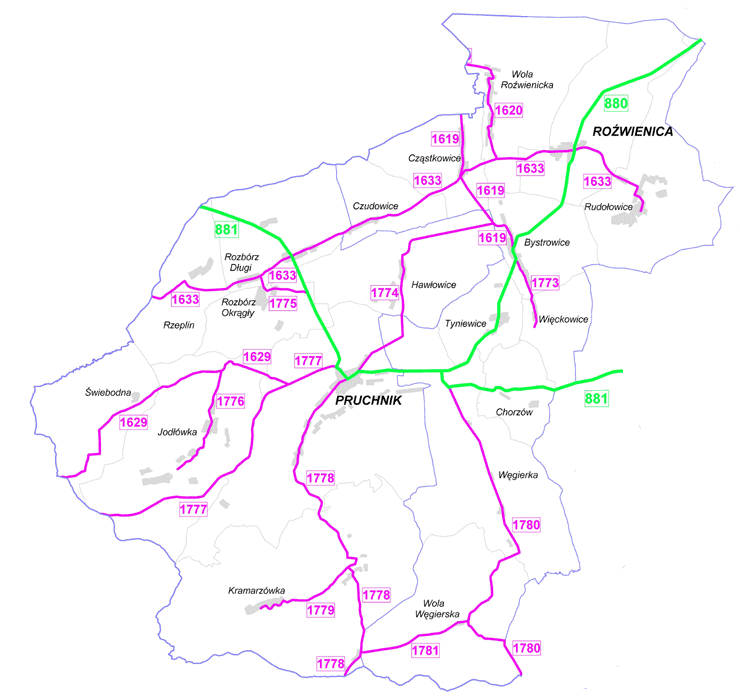 Wola
Roźwienicka
1620
880
ROŹWIENICA
1619
Cząstkowice
1633
1633
1633
1619
Rudołowice
Czudowice
881
1619
Bystrowice
Rozbórz
Długi
1633
1633
Rozbórz
Okrągły
1775
1774
Hawłowice
1773
Rzeplin
Tyniewice
Więckowice
1629
1777
Świebodna
1776
PRUCHNIK
881
1629
Jodłówka
Chorzów
1778
Węgierka
1777
1780
Kramarzówka
1779
1778
Wola
Węgierska
1778
1781
1780